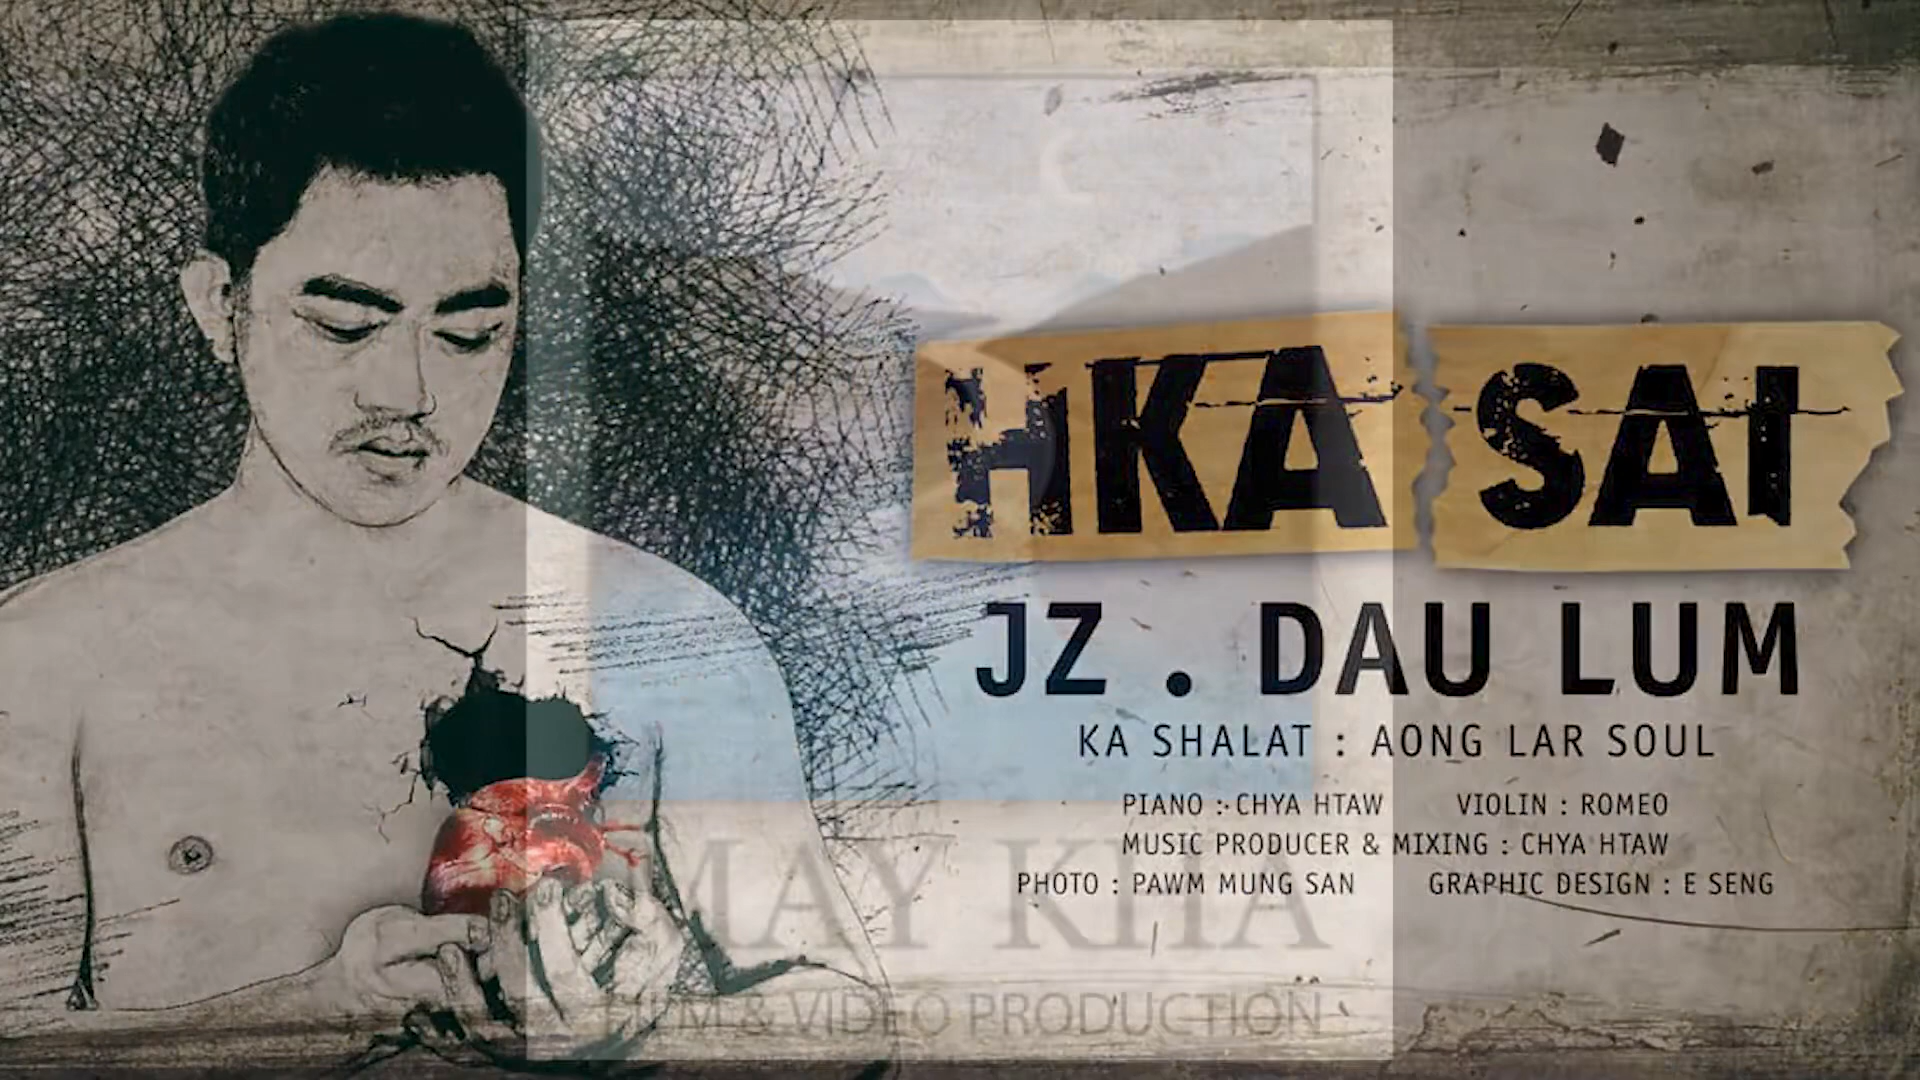 HKA SAI
JZ . DAU LUM
KA SHALAT : AONG LAR SOUL
PIANO : CHYA HTAW VIOLIN : ROMEO
MUSIC PRODUCER & MIXING : CHYA HTAW
PHOTO : PAWM MUNG SAN GRAPHIC DESIGN : E SENG
MAY KHA
FILM & VIDEO PRODUCTION